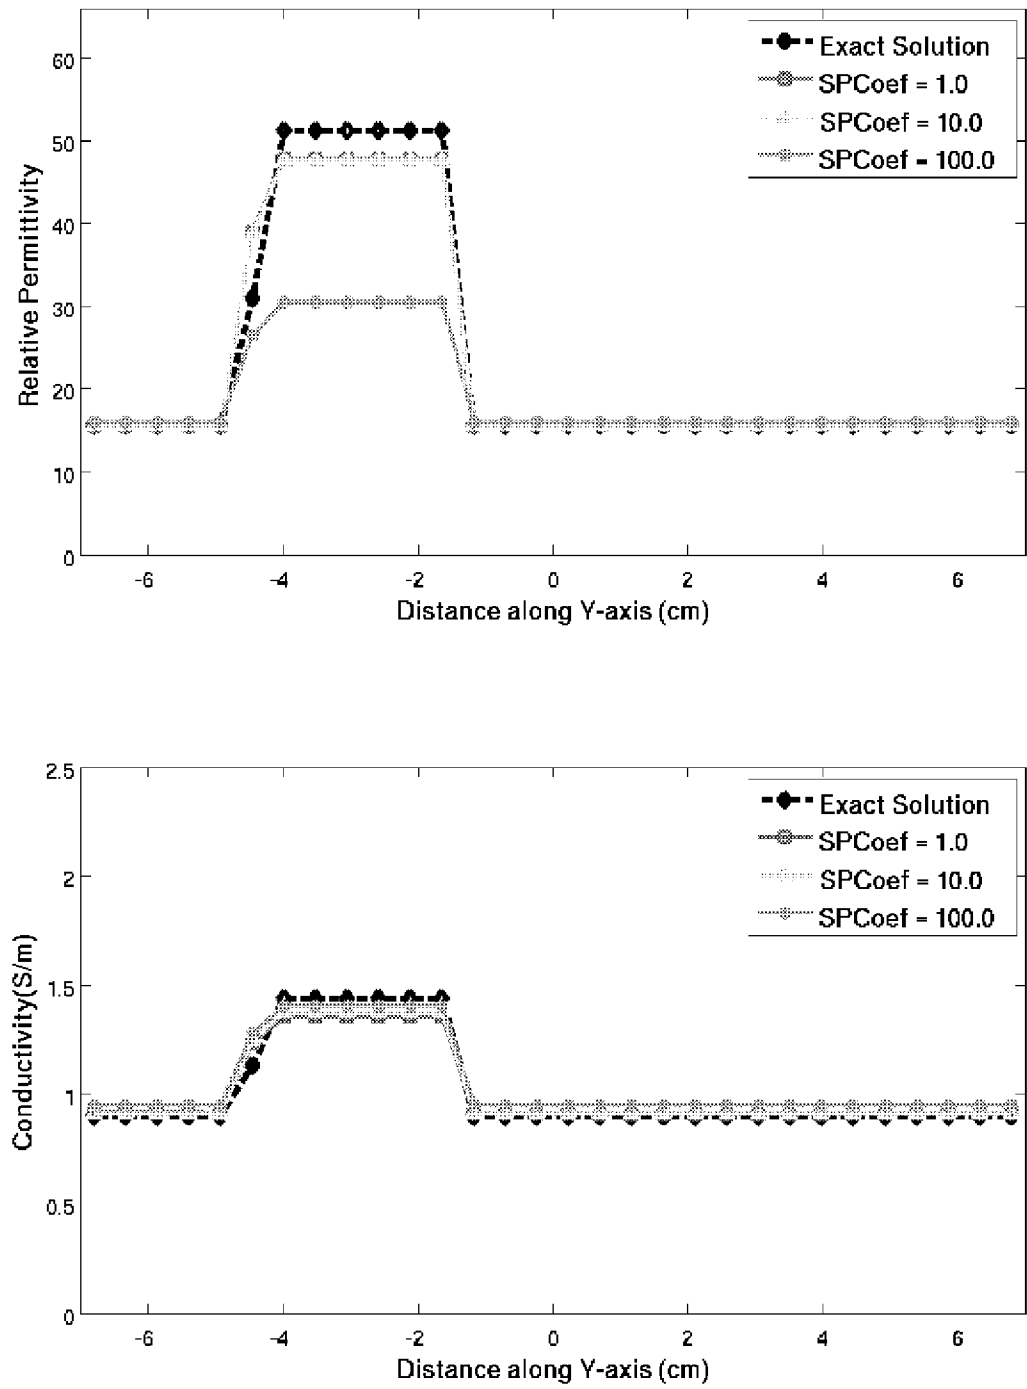 60
50
40
30
20
10
0
Relative Permittivity
Exact Solution
SPCoef = 1.0
SPCoef = 10.0
SPCoef = 100.0
-6 -4 -2 0 2 4 6
Distance along Y-axis (cm)
2.5
2
1.5
1
0.5
0
Conductivity(S/m)
Exact Solution
SPCoef = 1.0
SPCoef = 10.0
SPCoef = 100.0
-6 -4 -2 0 2 4 6
Distance along Y-axis (cm)